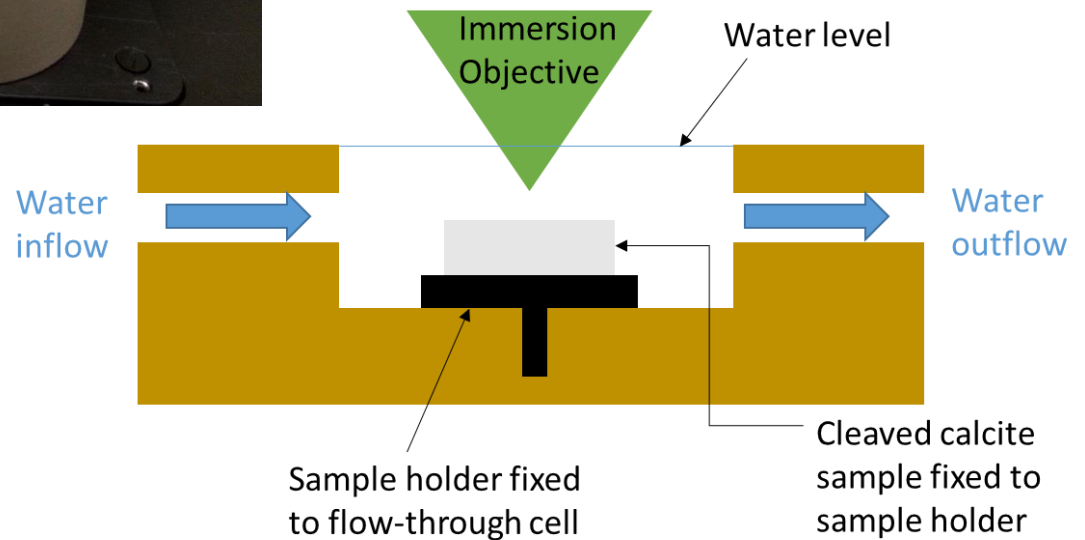 Immersion
Objective
Water level
Water
inflow
Water
outflow
Sample holder fixed
to flow-through cell
Cleaved calcite
sample fixed to
sample holder